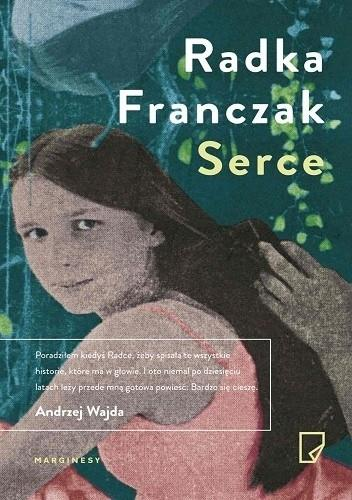 Radka
Franczak
Serce
Poradziłem kiedyś Radce, żeby spisała te wszystkie
historie, które ma w głowie. I oto niemal po dziesięciu
latach leży przede mną gotowa powieść. Bardzo się cieszę.
Andrzej Wajda
MARGINESY